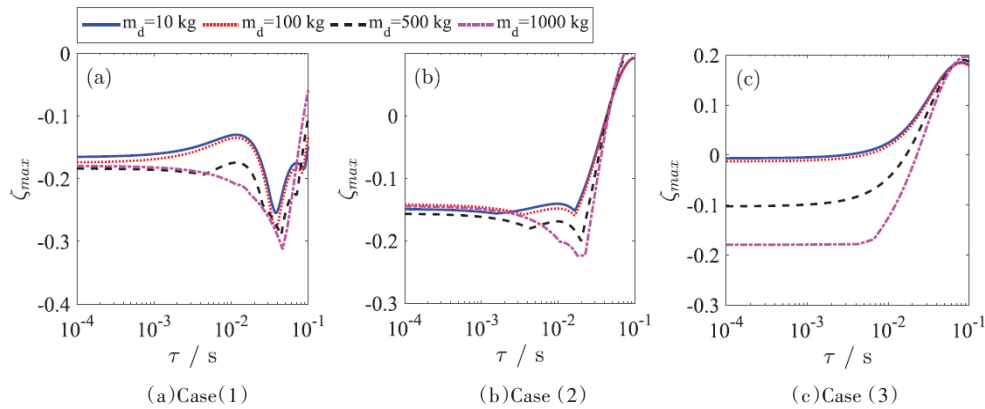 m_d=10 kg m_d=100 kg m_d=500 kg m_d=1000 kg
(a)
0
-0.1
-0.2
-0.3
-0.4
ζ_max
10^-4 10^-3 10^-2 10^-1
τ / s
(a)Case(1)
(b)
0
-0.1
-0.2
-0.3
ζ_max
10^-4 10^-3 10^-2 10^-1
τ / s
(b)Case (2)
(c)
0.2
0.1
0
-0.1
-0.2
-0.3
ζ_max
10^-4 10^-3 10^-2 10^-1
τ / s
(c)Case (3)